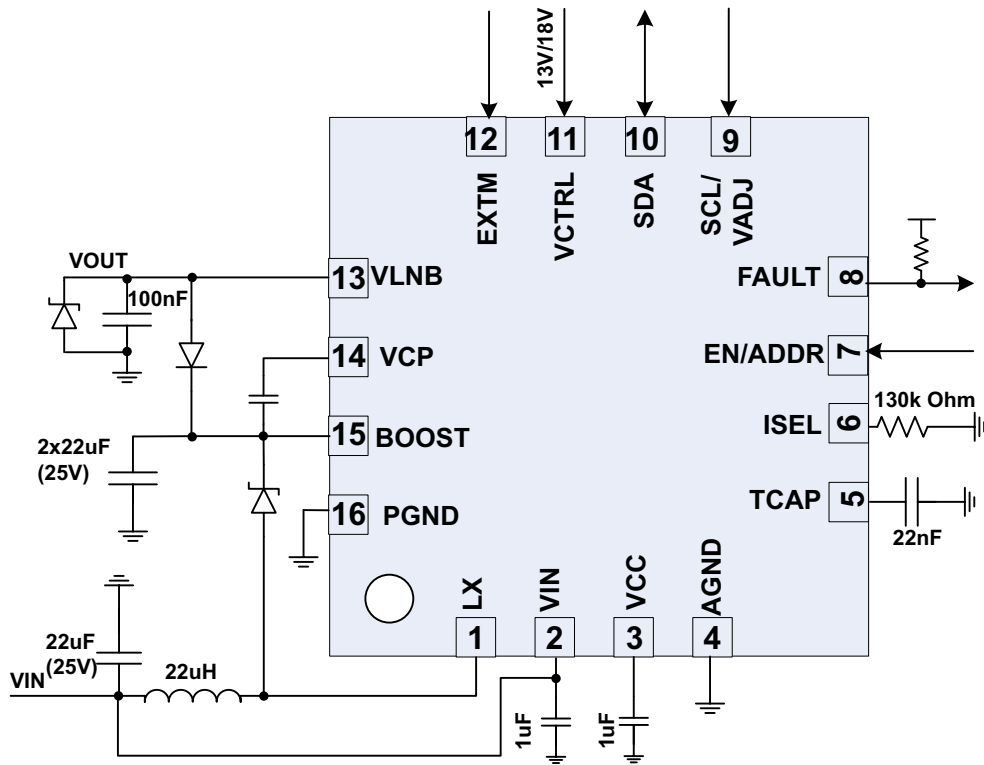 13V/18V
12
11
10
9
EXTM
VCTRL
SDA
SCL/
VADJ
VOUT
100nF
13
VLNB
FAULT
8
14
VCP
EN/ADDR
7
130k Ohm
2x22uF
(25V)
15
BOOST
ISEL
6
16
PGND
TCAP
5
22nF
LX
VIN
VCC
AGND
1
2
3
4
22uF
(25V)
VIN
22uH
1uF
1uF